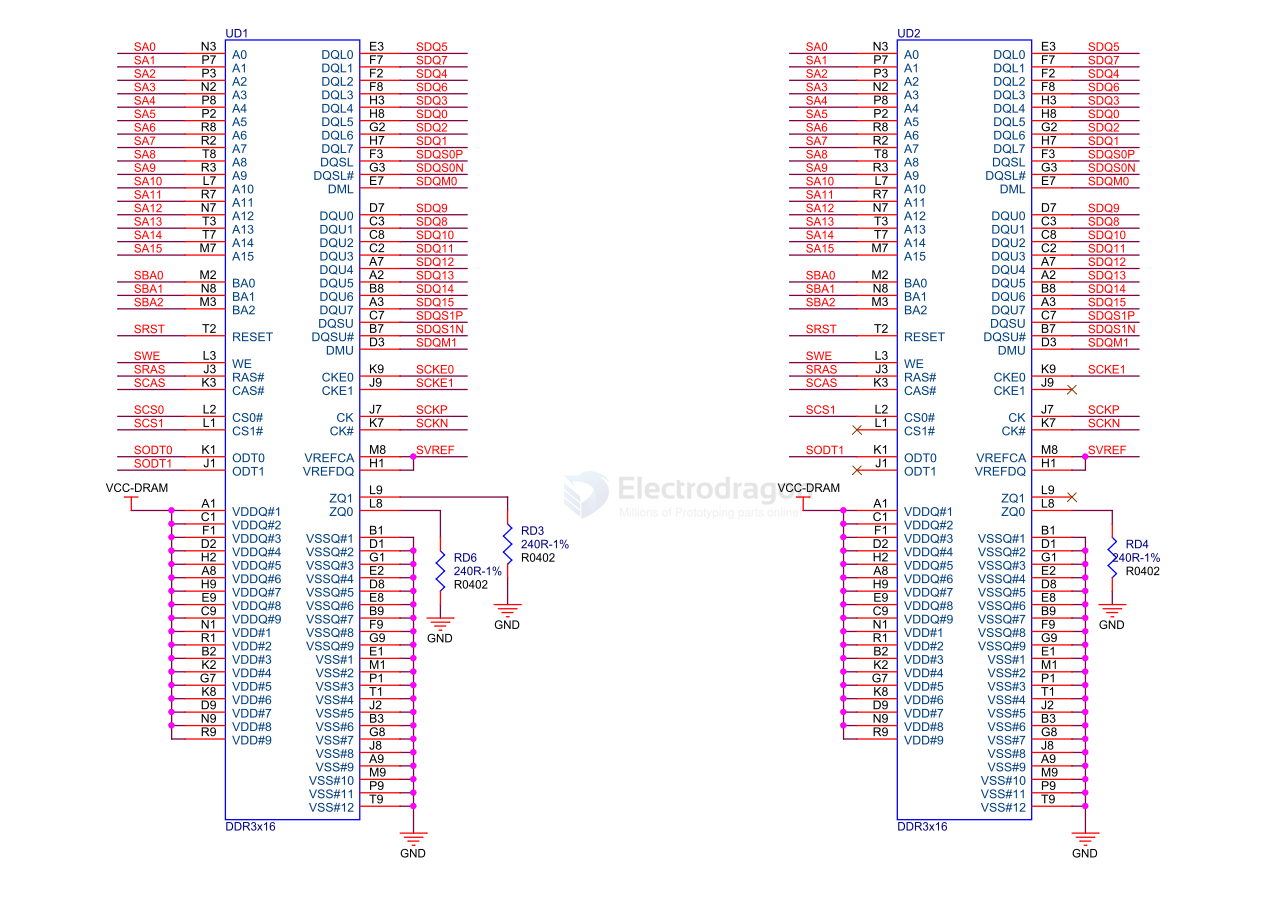 UD1
SA0 N3 A0 DQL0 E3 SDQ5
SA1 P7 A1 DQL1 F7 SDQ7
SA2 P3 A2 DQL2 F2 SDQ4
SA3 N2 A3 DQL3 F8 SDQ6
SA4 P8 A4 DQL4 H3 SDQ3
SA5 P2 A5 DQL5 H8 SDQ0
SA6 R8 A6 DQL6 G2 SDQ2
SA7 R2 A7 DQL7 H7 SDQ1
SA8 T8 A8 DQSL F3 SDQS0P
SA9 R3 A9 DQSL# G3 SDQS0N
SA10 L7 A10 DML E7 SDQM0
SA11 R7 A11
SA12 N7 A12 DQU0 D7 SDQ9
SA13 T3 A13 DQU1 C3 SDQ8
SA14 T7 A14 DQU2 C8 SDQ10
SA15 M7 A15 DQU3 C2 SDQ11
DQU4 A7 SDQ12
SBA0 M2 BA0 DQU5 A2 SDQ13
SBA1 N8 BA1 DQU6 B8 SDQ14
SBA2 M3 BA2 DQU7 A3 SDQ15
DQSU C7 SDQS1P
SRST T2 RESET DQSU# B7 SDQS1N
DMU D3 SDQM1
SWE L3 WE
SRAS J3 RAS# CKE0 K9 SCKE0
SCAS K3 CAS# CKE1 J9 SCKE1
SCS0 L2 CS0# CK J7 SCKP
SCS1 L1 CS1# CK# K7 SCKN
SODT0 K1 ODT0 VREFCA M8 SVREF
SODT1 J1 ODT1 VREFDQ H1
VCC-DRAM ZQ1 L9
A1 VDDQ#1 ZQ0 L8
C1 VDDQ#2
F1 VDDQ#3 VSSQ#1 B1
D2 VDDQ#4 VSSQ#2 D1
H2 VDDQ#5 VSSQ#3 G1
A8 VDDQ#6 VSSQ#4 E2
H9 VDDQ#7 VSSQ#5 D8
E9 VDDQ#8 VSSQ#6 E8
C9 VDDQ#9 VSSQ#7 B9
N1 VDD#1 VSSQ#8 F9
R1 VDD#2 VSSQ#9 G9
B2 VDD#3 VSS#1 E1
K2 VDD#4 VSS#2 M1
G7 VDD#5 VSS#3 P1
K8 VDD#6 VSS#4 T1
D9 VDD#7 VSS#5 J2
N9 VDD#8 VSS#6 B3
R9 VDD#9 VSS#7 G8
VSS#8 J8
VSS#9 A9
VSS#10 M9
VSS#11 P9
VSS#12 T9
DDR3x16
GND
RD6
240R-1%
R0402
GND
RD3
240R-1%
R0402
GND
Electrodrago
Millions of Prototyping parts online
UD2
SA0 N3 A0 DQL0 E3 SDQ5
SA1 P7 A1 DQL1 F7 SDQ7
SA2 P3 A2 DQL2 F2 SDQ4
SA3 N2 A3 DQL3 F8 SDQ6
SA4 P8 A4 DQL4 H3 SDQ3
SA5 P2 A5 DQL5 H8 SDQ0
SA6 R8 A6 DQL6 G2 SDQ2
SA7 R2 A7 DQL7 H7 SDQ1
SA8 T8 A8 DQSL F3 SDQS0P
SA9 R3 A9 DQSL# G3 SDQS0N
SA10 L7 A10 DML E7 SDQM0
SA11 R7 A11
SA12 N7 A12 DQU0 D7 SDQ9
SA13 T3 A13 DQU1 C3 SDQ8
SA14 T7 A14 DQU2 C8 SDQ10
SA15 M7 A15 DQU3 C2 SDQ11
DQU4 A7 SDQ12
SBA0 M2 BA0 DQU5 A2 SDQ13
SBA1 N8 BA1 DQU6 B8 SDQ14
SBA2 M3 BA2 DQU7 A3 SDQ15
DQSU C7 SDQS1P
SRST T2 RESET DQSU# B7 SDQS1N
DMU D3 SDQM1
SWE L3 WE
SRAS J3 RAS# CKE0 K9 SCKE1
SCAS K3 CAS# CKE1 J9
SCS1 L2 CS0# CK J7 SCKP
L1 CS1# CK# K7 SCKN
SODT1 K1 ODT0 VREFCA M8 SVREF
J1 ODT1 VREFDQ H1
VCC-DRAM ZQ1 L9
A1 VDDQ#1 ZQ0 L8
C1 VDDQ#2
F1 VDDQ#3 VSSQ#1 B1
D2 VDDQ#4 VSSQ#2 D1
H2 VDDQ#5 VSSQ#3 G1
A8 VDDQ#6 VSSQ#4 E2
H9 VDDQ#7 VSSQ#5 D8
E9 VDDQ#8 VSSQ#6 E8
C9 VDDQ#9 VSSQ#7 B9
N1 VDD#1 VSSQ#8 F9
R1 VDD#2 VSSQ#9 G9
B2 VDD#3 VSS#1 E1
K2 VDD#4 VSS#2 M1
G7 VDD#5 VSS#3 P1
K8 VDD#6 VSS#4 T1
D9 VDD#7 VSS#5 J2
N9 VDD#8 VSS#6 B3
R9 VDD#9 VSS#7 G8
VSS#8 J8
VSS#9 A9
VSS#10 M9
VSS#11 P9
VSS#12 T9
DDR3x16
GND
RD4
240R-1%
R0402
GND